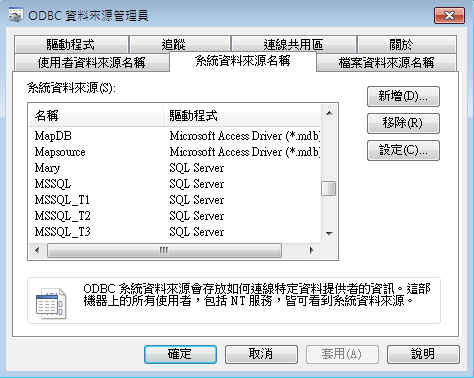 ODBC 資料來源管理員
驅動程式 追蹤 連線共用區 關於
使用者資料來源名稱 系統資料來源名稱 檔案資料來源名稱
系統資料來源(S):
新增(D)...
名稱 驅動程式
MapDB Microsoft Access Driver (*.mdb)
移除(R)
Mapsource Microsoft Access Driver (*.mdb)
設定(C)...
Mary SQL Server
MSSQL SQL Server
MSSQL_T1 SQL Server
MSSQL_T2 SQL Server
MSSQL_T3 SQL Server
ODBC 系統資料來源會存放如何連線特定資料提供者的資訊。這部
機器上的所有使用者，包括 NT 服務，皆可看到系統資料來源。
確定 取消 套用(A) 說明